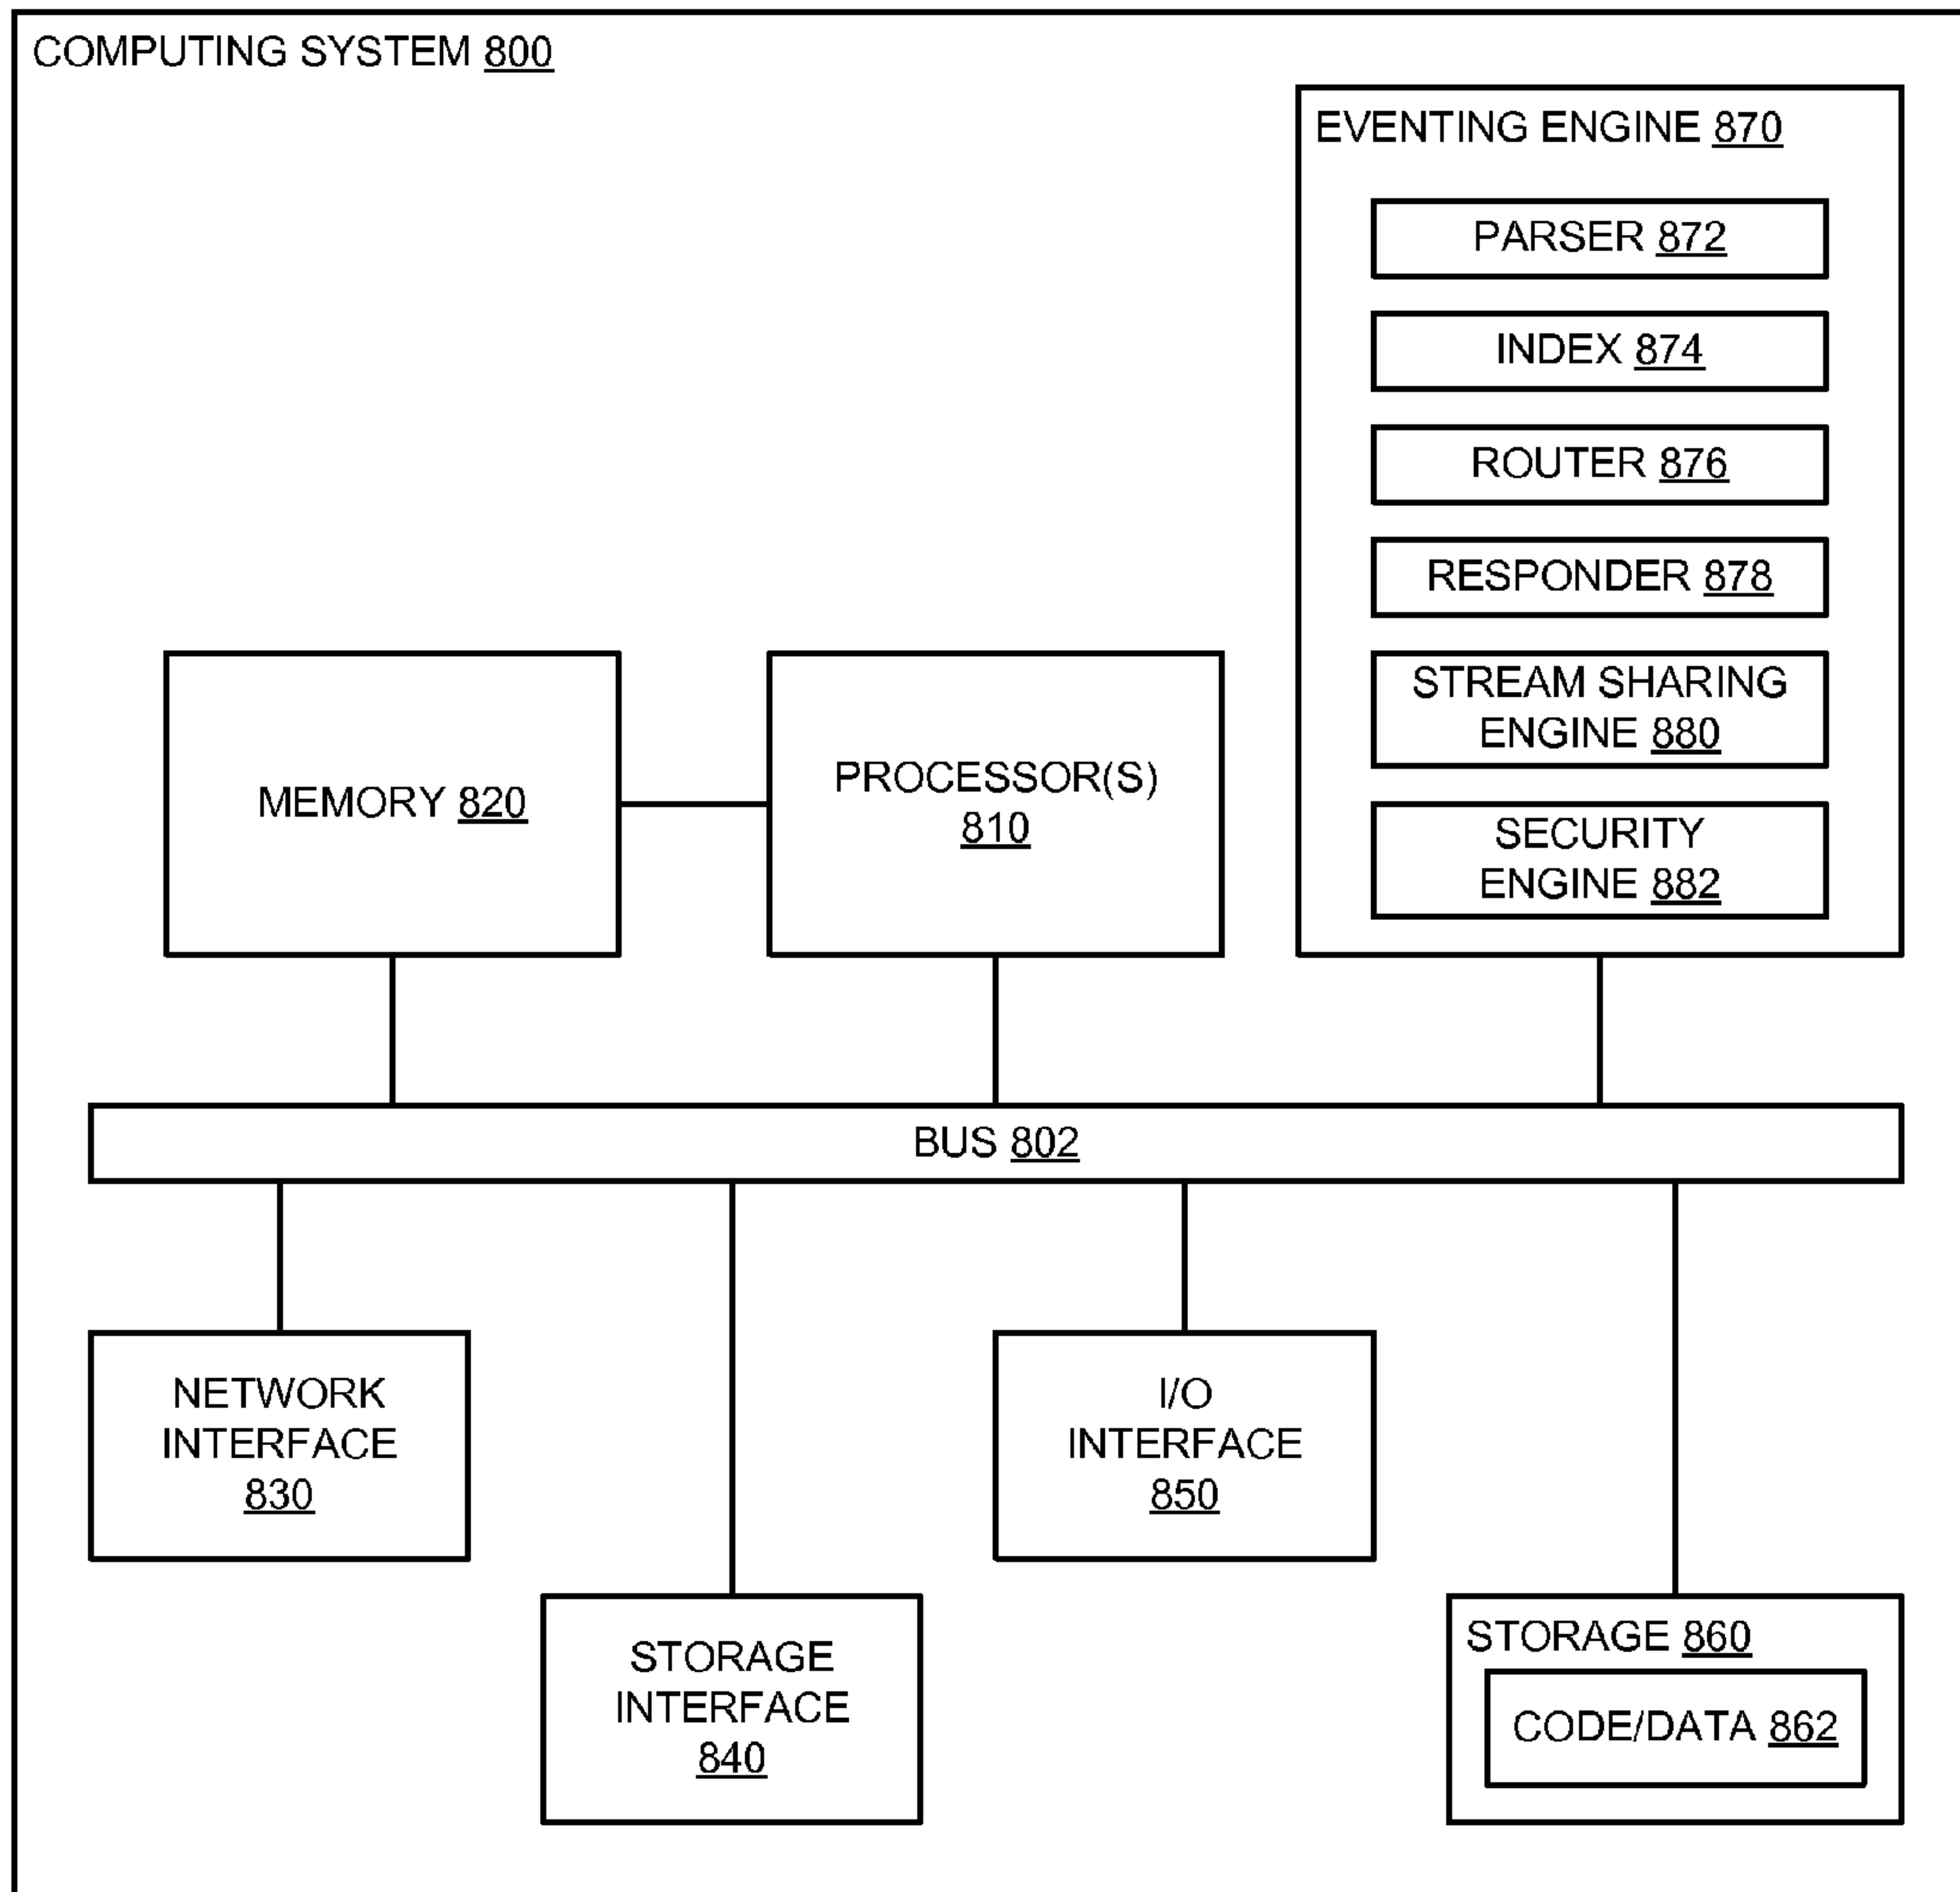 COMPUTING SYSTEM 800
EVENTING ENGINE 870
PARSER 872
INDEX 874
ROUTER 876
RESPONDER 878
STREAM SHARING
ENGINE 880
SECURITY
ENGINE 882
MEMORY 820
PROCESSOR(S)
810
BUS 802
NETWORK
INTERFACE
830
I/O
INTERFACE
850
STORAGE
INTERFACE
840
STORAGE 860
CODE/DATA 862